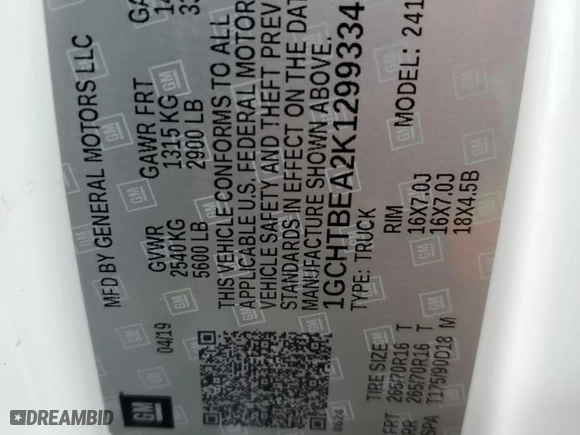 MFD BY GENERAL MOTORS LLC
04/19
GVWR GAWR FRT
2540 KG 1315 KG
5600 LB 2900 LB
THIS VEHICLE CONFORMS TO ALL
APPLICABLE U.S. FEDERAL MOTOR
VEHICLE SAFETY AND THEFT PREV
STANDARDS IN EFFECT ON THE DAT
MANUFACTURE SHOWN ABOVE.
1GCHTBEA2K1299334
TYPE: TRUCK MODEL: 241
TIRE SIZE RIM
FRT 265/70R16 T 16X7.0J
RR 265/70R16 T 16X7.0J
SPA T175/90D18 M 18X4.5B
GM
0624
DREAMBID